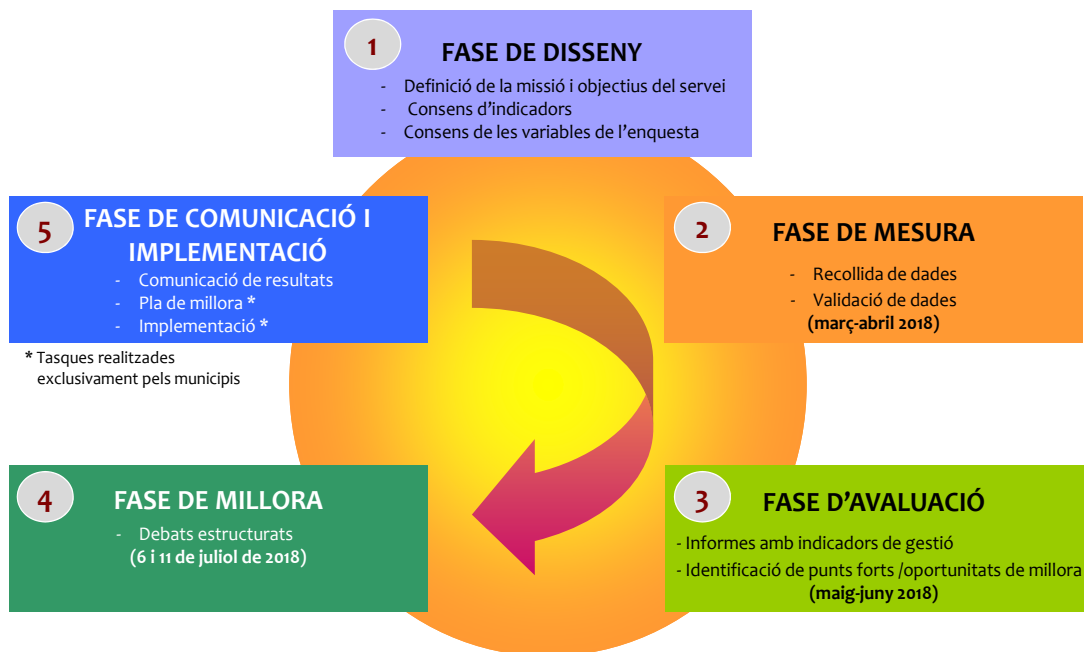 1
FASE DE DISSENY
- Definició de la missió i objectius del servei
- Consens d'indicadors
- Consens de les variables de l'enquesta
2
FASE DE MESURA
- Recollida de dades
- Validació de dades
(març-abril 2018)
3
FASE D'AVALUACIÓ
- Informes amb indicadors de gestió
- Identificació de punts forts /oportunitats de millora
(maig-juny 2018)
4
FASE DE MILLORA
- Debats estructurats
(6 i 11 de juliol de 2018)
5
FASE DE COMUNICACIÓ I
IMPLEMENTACIÓ
- Comunicació de resultats
- Pla de millora *
- Implementació *
* Tasques realitzades
exclusivament pels municipis